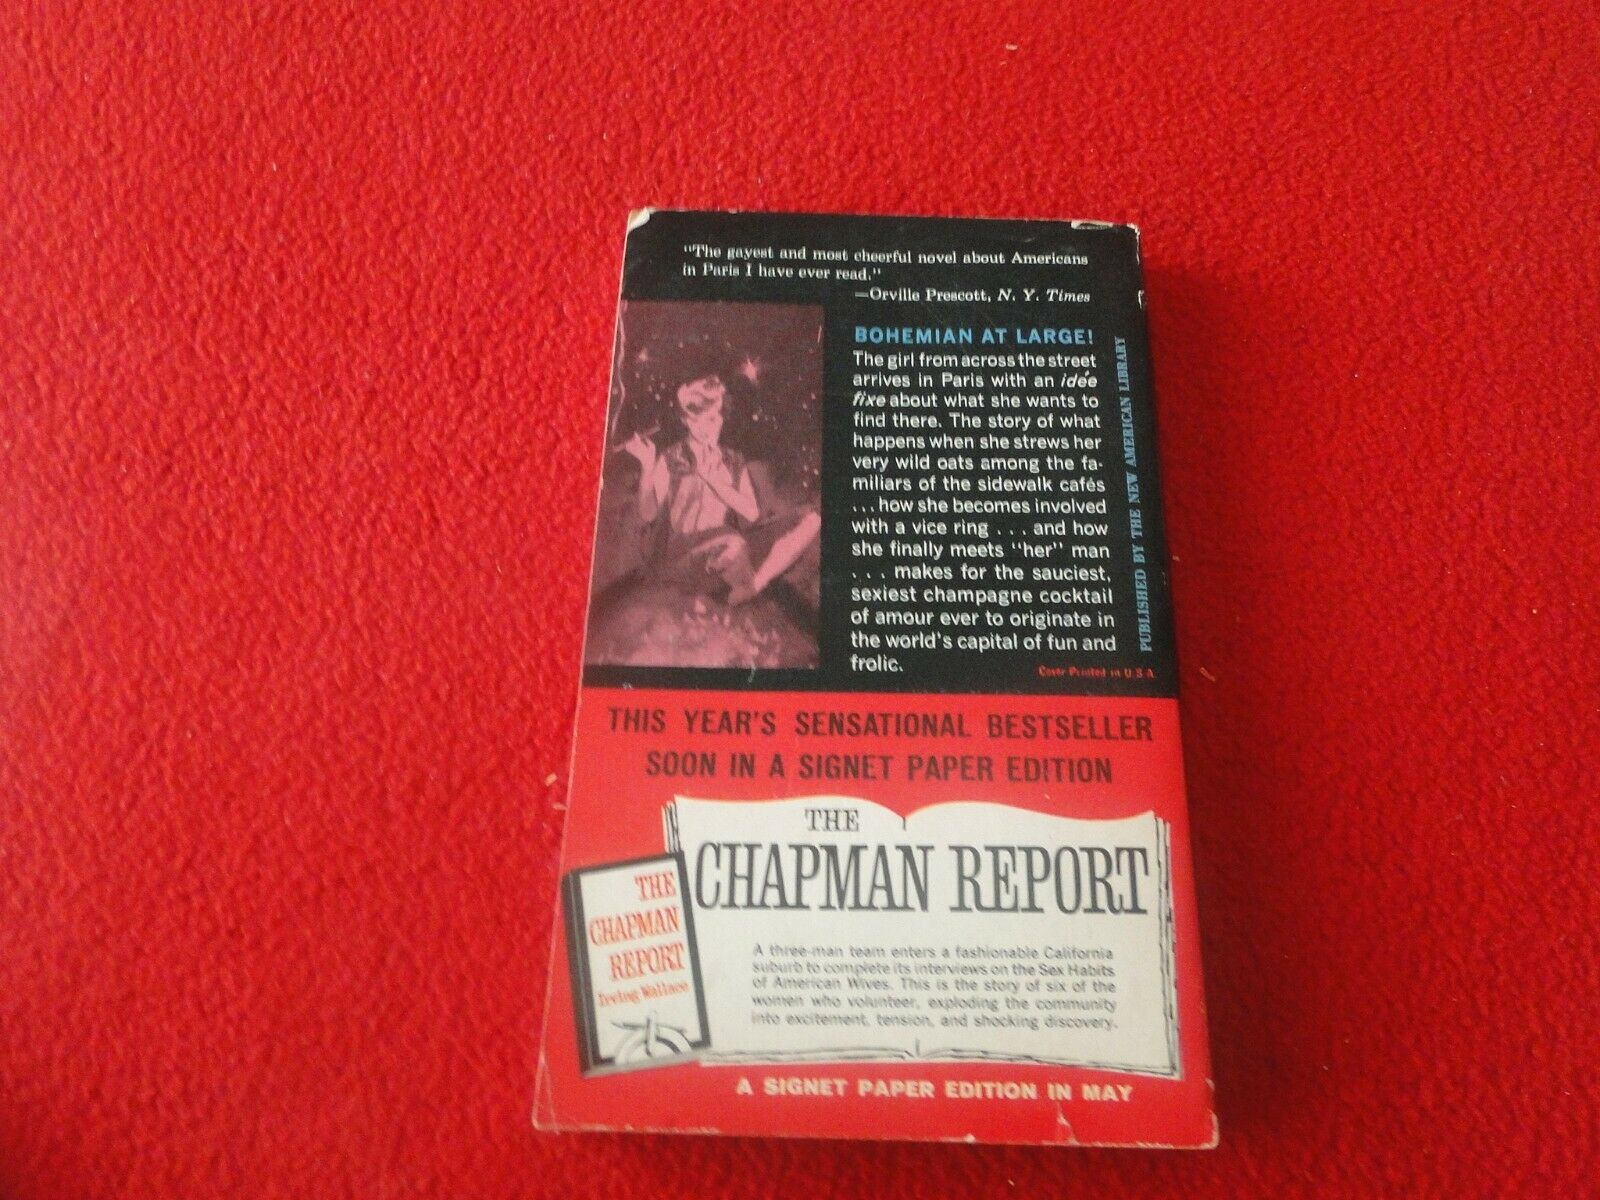 "The gayest and most cheerful novel about Americans
in Paris I have ever read."
—Orville Prescott, N. Y. Times
BOHEMIAN AT LARGE!
The girl from across the street
arrives in Paris with an idée
fixe about what she wants to
find there. The story of what
happens when she strews her
very wild oats among the fa-
miliars of the sidewalk cafés
. . . how she becomes involved
with a vice ring . . . and how
she finally meets "her" man
. . . makes for the sauciest,
sexiest champagne cocktail
of amour ever to originate in
the world's capital of fun and
frolic.
PUBLISHED BY THE NEW AMERICAN LIBRARY
Cover Printed in U S A
THIS YEAR'S SENSATIONAL BESTSELLER
SOON IN A SIGNET PAPER EDITION
THE
CHAPMAN REPORT
THE
CHAPMAN
REPORT
Irving Wallace
A three-man team enters a fashionable California
suburb to complete its interviews on the Sex Habits
of American Wives. This is the story of six of the
women who volunteer, exploding the community
into excitement, tension, and shocking discovery.
A SIGNET PAPER EDITION IN MAY